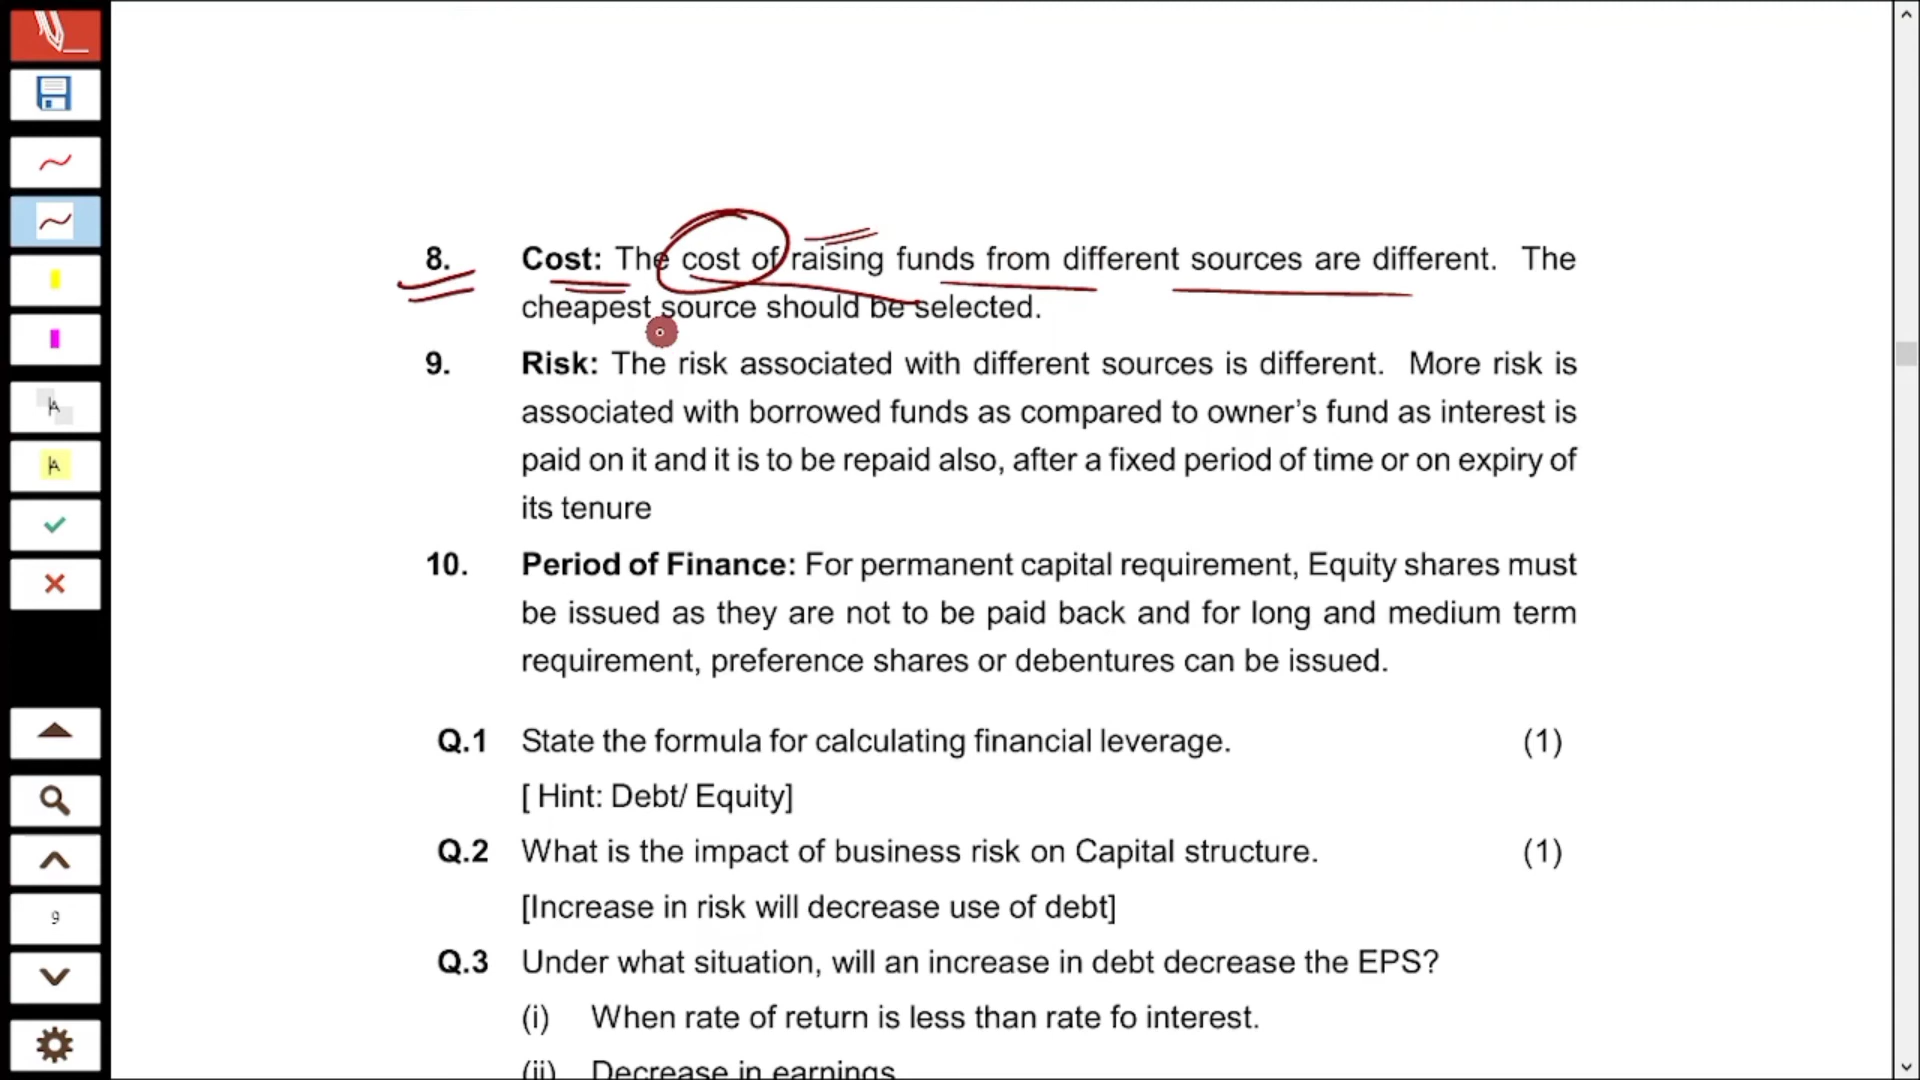 8. Cost: The cost of raising funds from different sources are different. The
cheapest source should be selected.
9. Risk: The risk associated with different sources is different. More risk is
associated with borrowed funds as compared to owner's fund as interest is
paid on it and it is to be repaid also, after a fixed period of time or on expiry of
its tenure
10. Period of Finance: For permanent capital requirement, Equity shares must
be issued as they are not to be paid back and for long and medium term
requirement, preference shares or debentures can be issued.
Q.1 State the formula for calculating financial leverage. (1)
[ Hint: Debt/ Equity]
Q.2 What is the impact of business risk on Capital structure. (1)
[Increase in risk will decrease use of debt]
Q.3 Under what situation, will an increase in debt decrease the EPS?
(i) When rate of return is less than rate fo interest.
(ii) Decrease in earnings
A
A
9